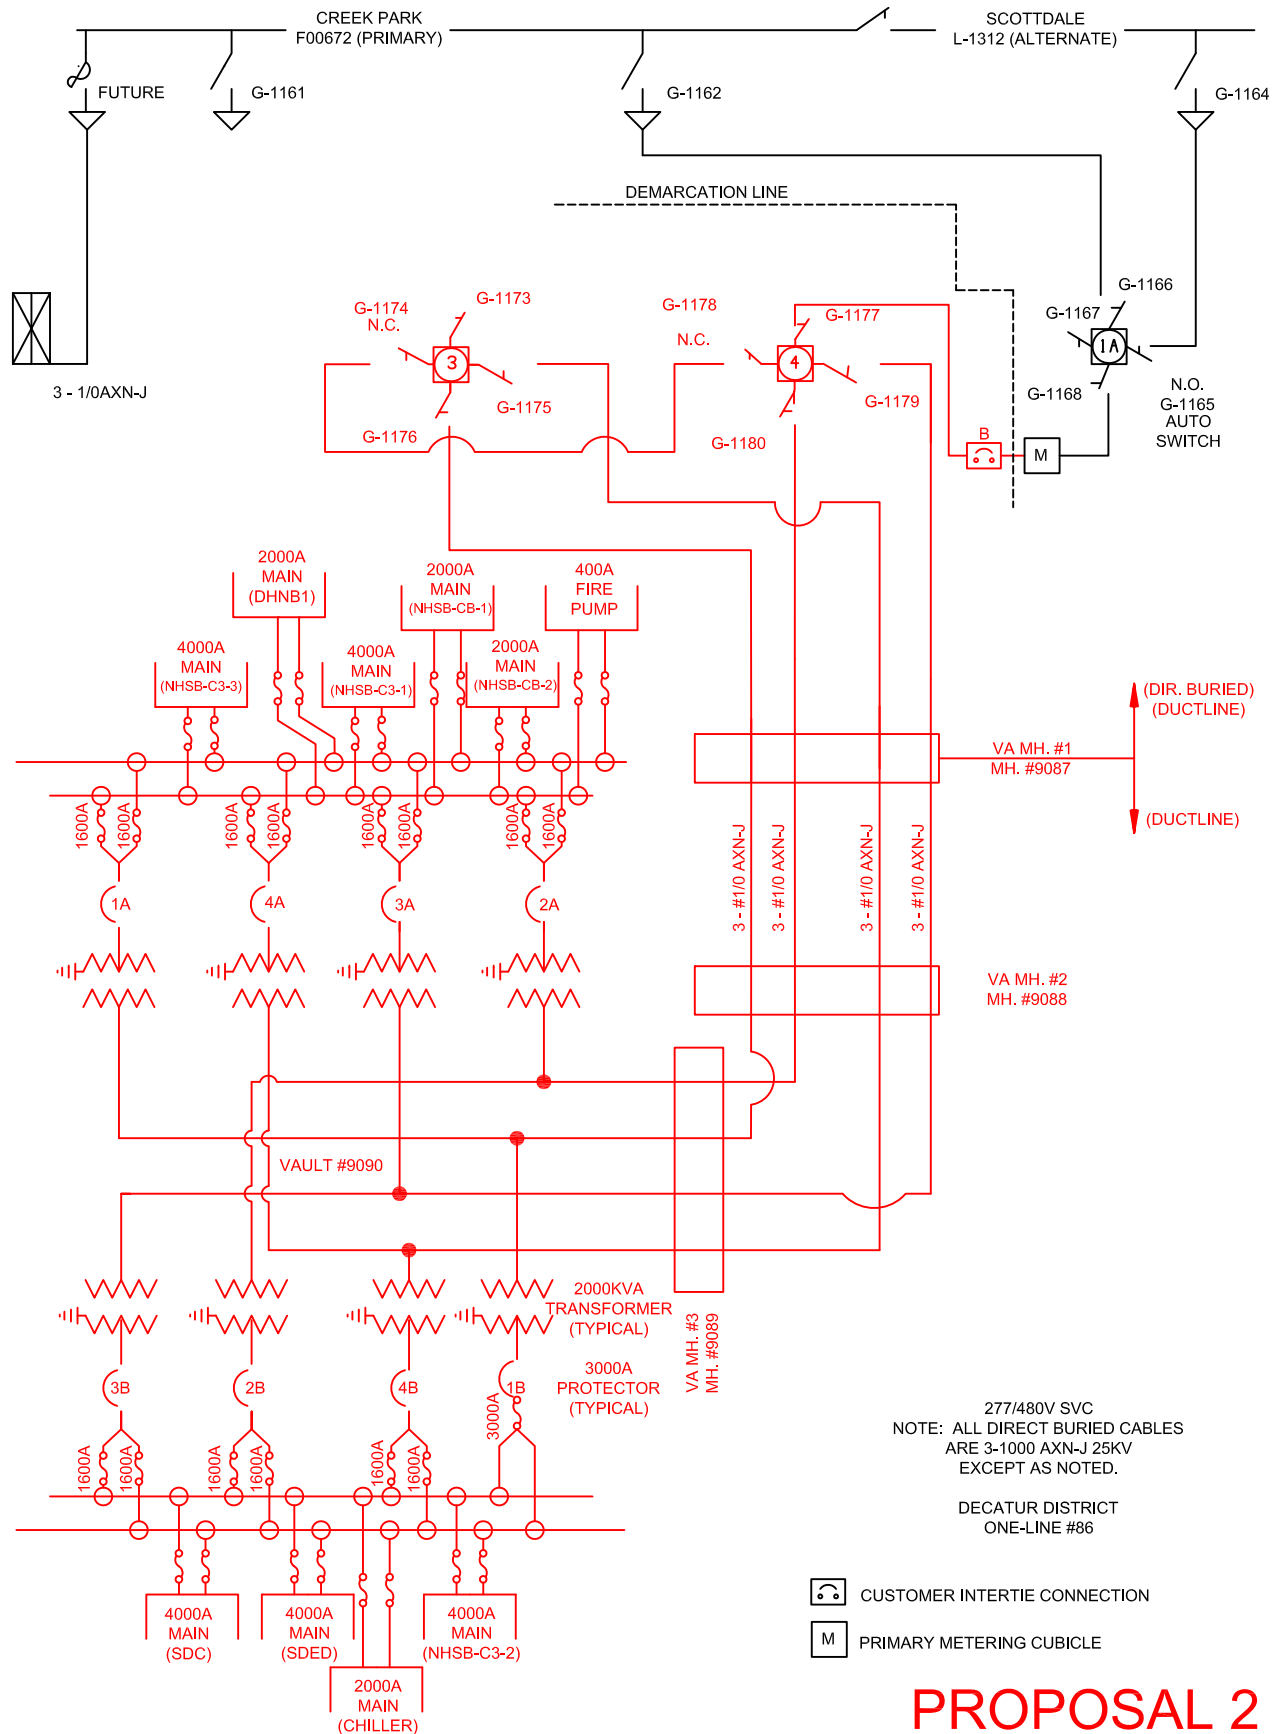 CREEK PARK
F00672 (PRIMARY)
SCOTTDALE
L-1312 (ALTERNATE)
FUTURE
G-1161
G-1162
G-1164
DEMARCATION LINE
G-1174
N.C.
G-1173
3
G-1175
G-1176
G-1178
N.C.
G-1177
4
G-1179
G-1180
G-1166
G-1167
1A
G-1168
N.O.
G-1165
AUTO
SWITCH
B
M
3 - 1/0AXN-J
2000A
MAIN
(DHNB1)
2000A
MAIN
(NHSB-CB-1)
400A
FIRE
PUMP
4000A
MAIN
(NHSB-C3-3)
4000A
MAIN
(NHSB-C3-1)
2000A
MAIN
(NHSB-CB-2)
(DIR. BURIED)
(DUCTLINE)
VA MH. #1
MH. #9087
(DUCTLINE)
1600A
1600A
1600A
1600A
1600A
1600A
1600A
1600A
3 - #1/0 AXN-J
3 - #1/0 AXN-J
3 - #1/0 AXN-J
3 - #1/0 AXN-J
1A
4A
3A
2A
VA MH. #2
MH. #9088
VAULT #9090
2000KVA
TRANSFORMER
(TYPICAL)
VA MH. #3
MH. #9089
3000A
PROTECTOR
(TYPICAL)
3B
2B
4B
1B
1600A
1600A
1600A
1600A
1600A
1600A
3000A
277/480V SVC
NOTE: ALL DIRECT BURIED CABLES
ARE 3-1000 AXN-J 25KV
EXCEPT AS NOTED.
DECATUR DISTRICT
ONE-LINE #86
4000A
MAIN
(SDC)
4000A
MAIN
(SDED)
4000A
MAIN
(NHSB-C3-2)
2000A
MAIN
(CHILLER)
CUSTOMER INTERTIE CONNECTION
M
PRIMARY METERING CUBICLE
PROPOSAL 2